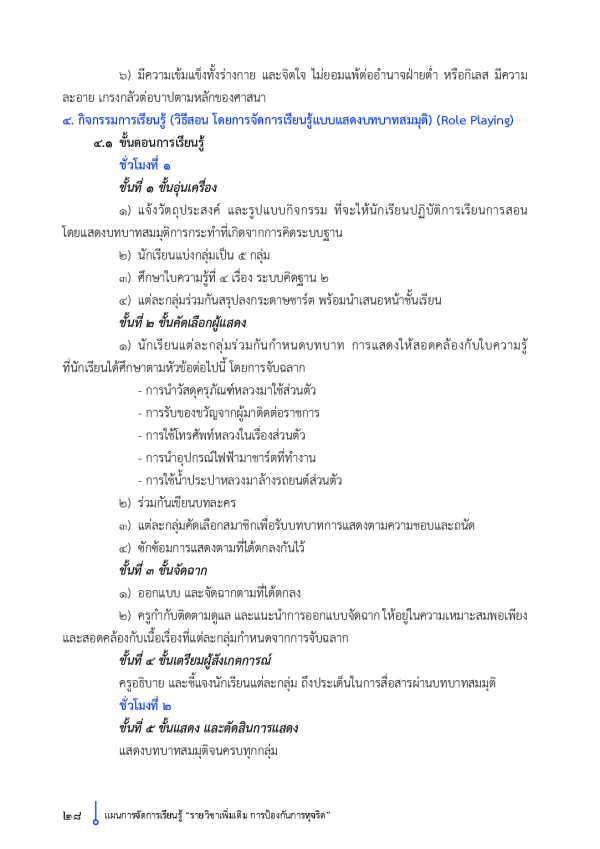 ๖) มีความเข้มแข็งทั้งร่างกาย และจิตใจ ไม่ยอมแพ้ต่ออำนาจฝ่ายต่ำ หรือกิเลส มีความ
ละอาย เกรงกลัวต่อบาปตามหลักของศาสนา
๔. กิจกรรมการเรียนรู้ (วิธีสอน โดยการจัดการเรียนรู้แบบแสดงบทบาทสมมุติ) (Role Playing)
๔.๑ ขั้นตอนการเรียนรู้
ชั่วโมงที่ ๑
ขั้นที่ ๑ ขั้นอุ่นเครื่อง
๑) แจ้งวัตถุประสงค์ และรูปแบบกิจกรรม ที่จะให้นักเรียนปฏิบัติการเรียนการสอน
โดยแสดงบทบาทสมมุติการกระทำที่เกิดจากการคิดระบบฐาน
๒) นักเรียนแบ่งกลุ่มเป็น ๕ กลุ่ม
๓) ศึกษาใบความรู้ที่ ๔ เรื่อง ระบบคิดฐาน ๒
๔) แต่ละกลุ่มร่วมกันสรุปลงกระดาษชาร์ต พร้อมนำเสนอหน้าชั้นเรียน
ขั้นที่ ๒ ขั้นคัดเลือกผู้แสดง
๑) นักเรียนแต่ละกลุ่มร่วมกันกำหนดบทบาท การแสดงให้สอดคล้องกับใบความรู้
ที่นักเรียนได้ศึกษาตามหัวข้อต่อไปนี้ โดยการจับฉลาก
- การนำวัสดุครุภัณฑ์หลวงมาใช้ส่วนตัว
- การรับของขวัญจากผู้มาติดต่อราชการ
- การใช้โทรศัพท์หลวงในเรื่องส่วนตัว
- การนำอุปกรณ์ไฟฟ้ามาชาร์ตที่ทำงาน
- การใช้น้ำประปาหลวงมาล้างรถยนต์ส่วนตัว
๒) ร่วมกันเขียนบทละคร
๓) แต่ละกลุ่มคัดเลือกสมาชิกเพื่อรับบทบาทการแสดงตามความชอบและถนัด
๔) ซักซ้อมการแสดงตามที่ได้ตกลงกันไว้
ขั้นที่ ๓ ขั้นจัดฉาก
๑) ออกแบบ และจัดฉากตามที่ได้ตกลง
๒) ครูกำกับติดตามดูแล และแนะนำการออกแบบจัดฉาก ให้อยู่ในความเหมาะสมพอเพียง
และสอดคล้องกับเนื้อเรื่องที่แต่ละกลุ่มกำหนดจากการจับฉลาก
ขั้นที่ ๔ ขั้นเตรียมผู้สังเกตการณ์
ครูอธิบาย และชี้แจงนักเรียนแต่ละกลุ่ม ถึงประเด็นในการสื่อสารผ่านบทบาทสมมุติ
ชั่วโมงที่ ๒
ขั้นที่ ๕ ขั้นแสดง และตัดสินการแสดง
แสดงบทบาทสมมุติจนครบทุกกลุ่ม
๒๘ แผนการจัดการเรียนรู้ “รายวิชาเพิ่มเติม การป้องกันการทุจริต”